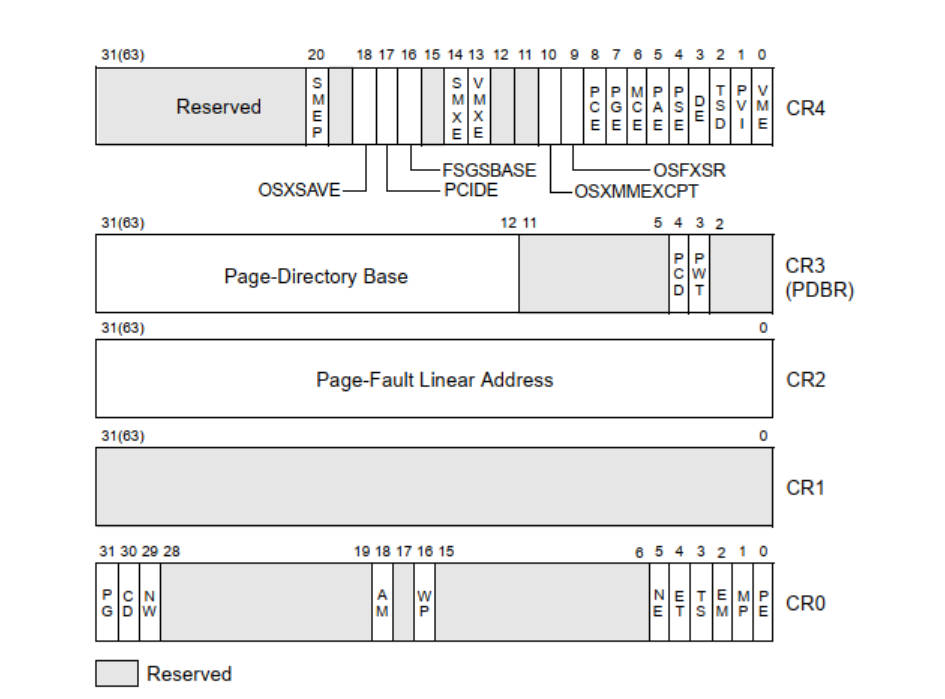 31(63) 20 18 17 16 15 14 13 12 11 10 9 8 7 6 5 4 3 2 1 0
Reserved SMEP SMXE VMXE PCE PGE MCE PAE PSE DE TSD PVI VME CR4
OSXSAVE FSGSBASE PCIDE OSXMMEXCPT OSFXSR
31(63) 12 11 5 4 3 2
Page-Directory Base PCD PWT CR3
(PDBR)
31(63) 0
Page-Fault Linear Address CR2
31(63) 0
CR1
31 30 29 28 19 18 17 16 15 6 5 4 3 2 1 0
PG CD NW AM WP NE ET TS EM MP PE CR0
Reserved